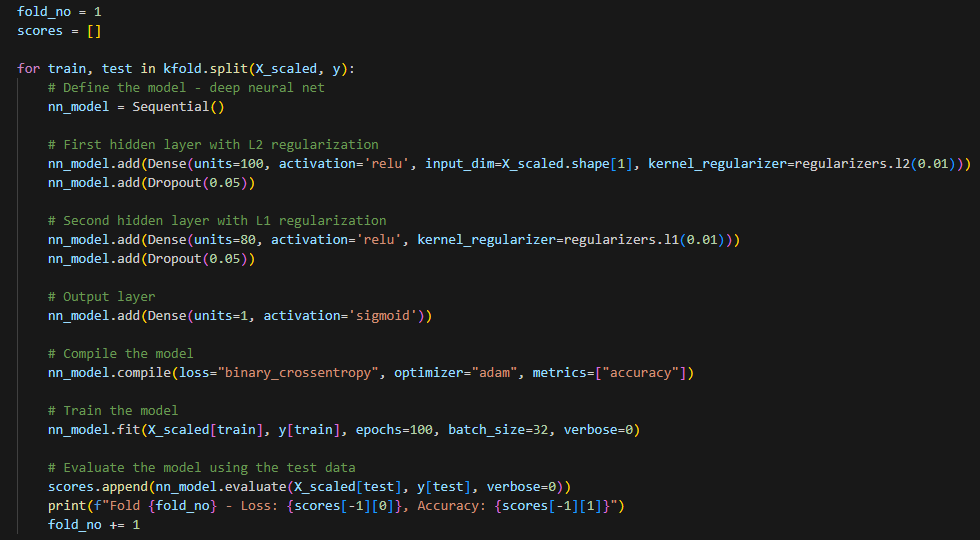 fold_no = 1
scores = []
for train, test in kfold.split(X_scaled, y):
    # Define the model - deep neural net
    nn_model = Sequential()
    # First hidden layer with L2 regularization
    nn_model.add(Dense(units=100, activation='relu', input_dim=X_scaled.shape[1], kernel_regularizer=regularizers.l2(0.01)))
    nn_model.add(Dropout(0.05))
    # Second hidden layer with L1 regularization
    nn_model.add(Dense(units=80, activation='relu', kernel_regularizer=regularizers.l1(0.01)))
    nn_model.add(Dropout(0.05))
    # Output layer
    nn_model.add(Dense(units=1, activation='sigmoid'))
    # Compile the model
    nn_model.compile(loss="binary_crossentropy", optimizer="adam", metrics=["accuracy"])
    # Train the model
    nn_model.fit(X_scaled[train], y[train], epochs=100, batch_size=32, verbose=0)
    # Evaluate the model using the test data
    scores.append(nn_model.evaluate(X_scaled[test], y[test], verbose=0))
    print(f"Fold {fold_no} - Loss: {scores[-1][0]}, Accuracy: {scores[-1][1]}")
    fold_no += 1